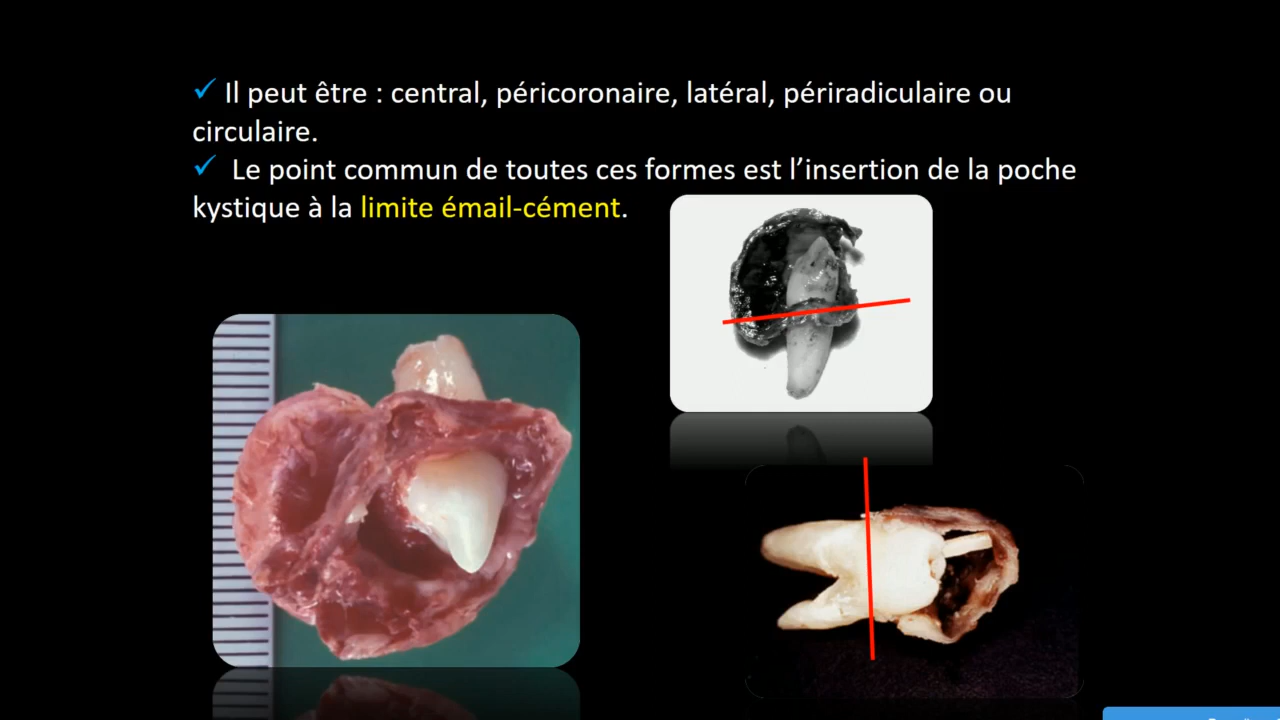 ✓ Il peut être : central, péricoronaire, latéral, périradiculaire ou
circulaire.
✓ Le point commun de toutes ces formes est l’insertion de la poche
kystique à la limite émail-cément.